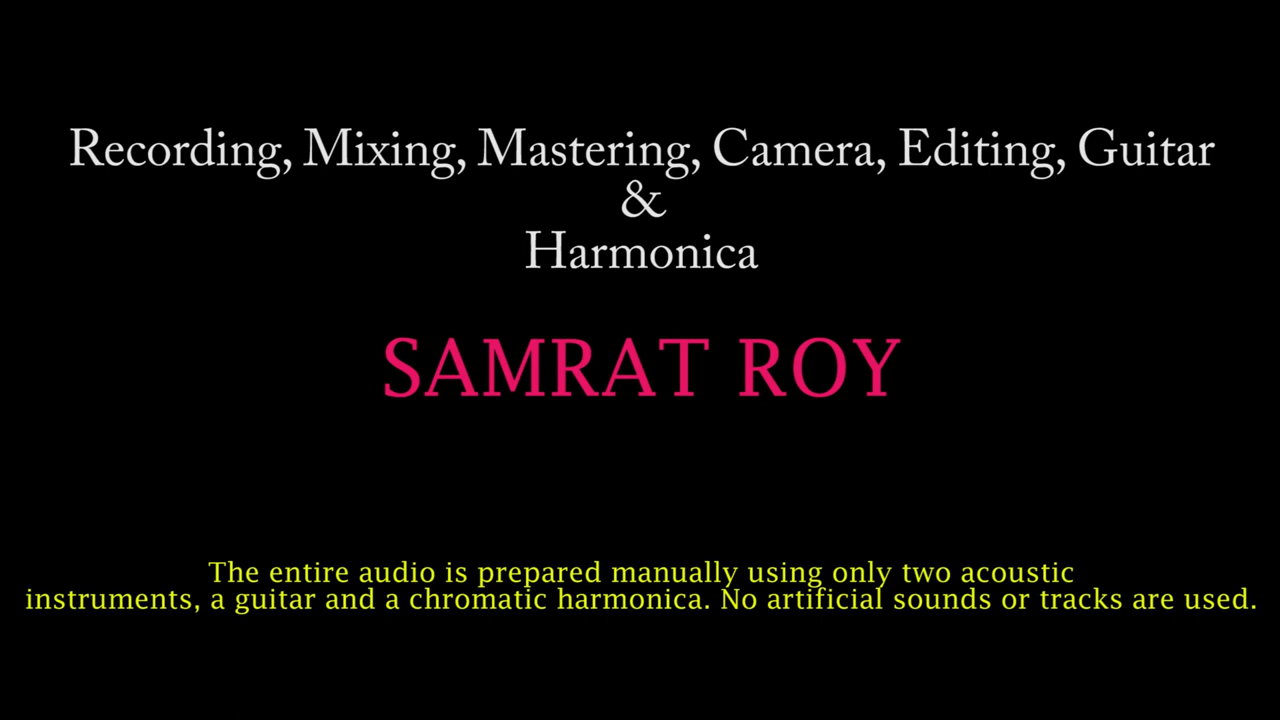 Recording, Mixing, Mastering, Camera, Editing, Guitar
&
Harmonica
SAMRAT ROY
The entire audio is prepared manually using only two acoustic
instruments, a guitar and a chromatic harmonica. No artificial sounds or tracks are used.